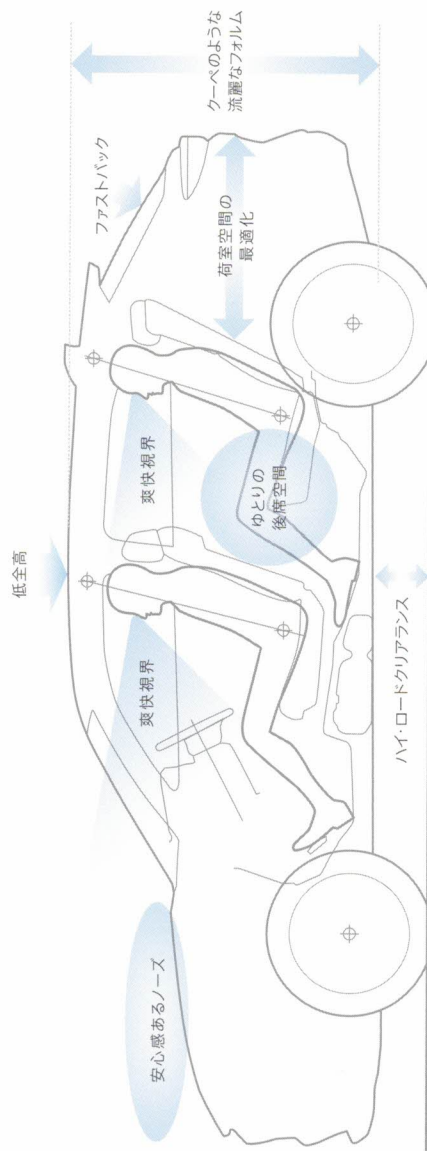 低全高
ファストバック
クーペのような
流麗なフォルム
安心感あるノーズ
爽快視界
爽快視界
荷室空間の
最適化
ゆとりの
後席空間
ハイ・ロードクリアランス